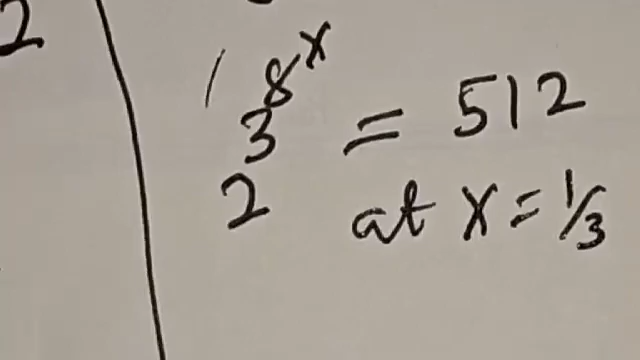 2
2^3^8^x = 512
at x = 1/3